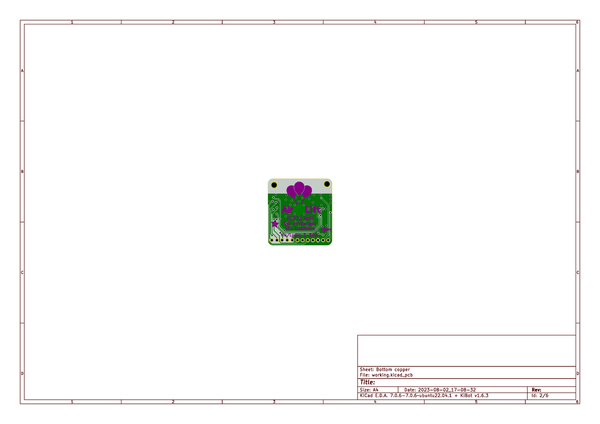 1 2 3 4 5 6
A A
B B
C C
D D
Sheet: Bottom copper
File: working.kicad_pcb
Title:
Size: A4 Date: 2023-08-02_17-08-32 Rev:
KiCad E.D.A. 7.0.6-7.0.6~ubuntu22.04.1 + KiBot v1.6.3 Id: 2/6
1 2 3 4 5 6